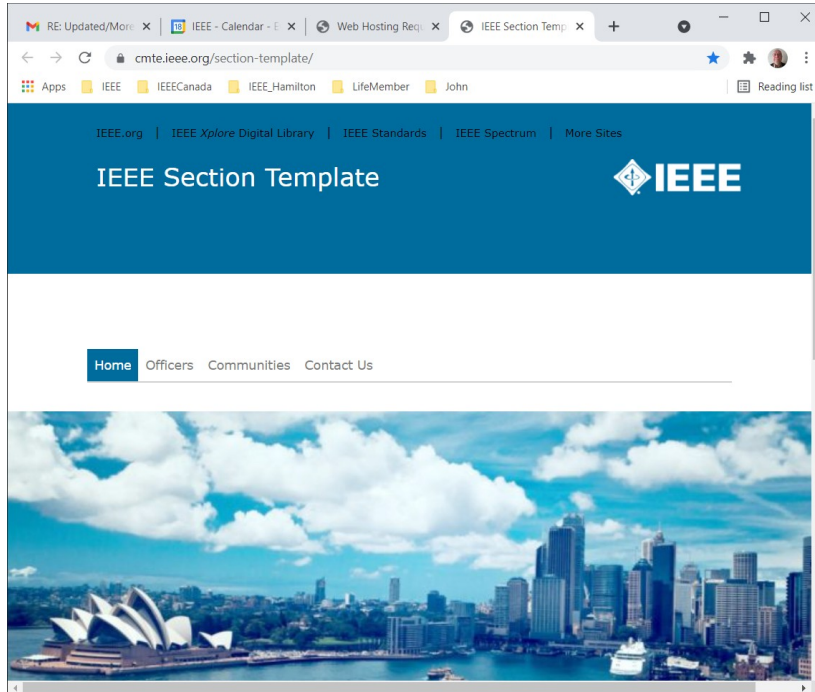 RE: Updated/More
18
IEEE - Calendar - E
Web Hosting Requ
IEEE Section Temp
cmte.ieee.org/section-template/
Apps IEEE IEEECanada IEEE_Hamilton LifeMember John Reading list
IEEE.org | IEEE Xplore Digital Library | IEEE Standards | IEEE Spectrum | More Sites
IEEE Section Template
IEEE
Home Officers Communities Contact Us